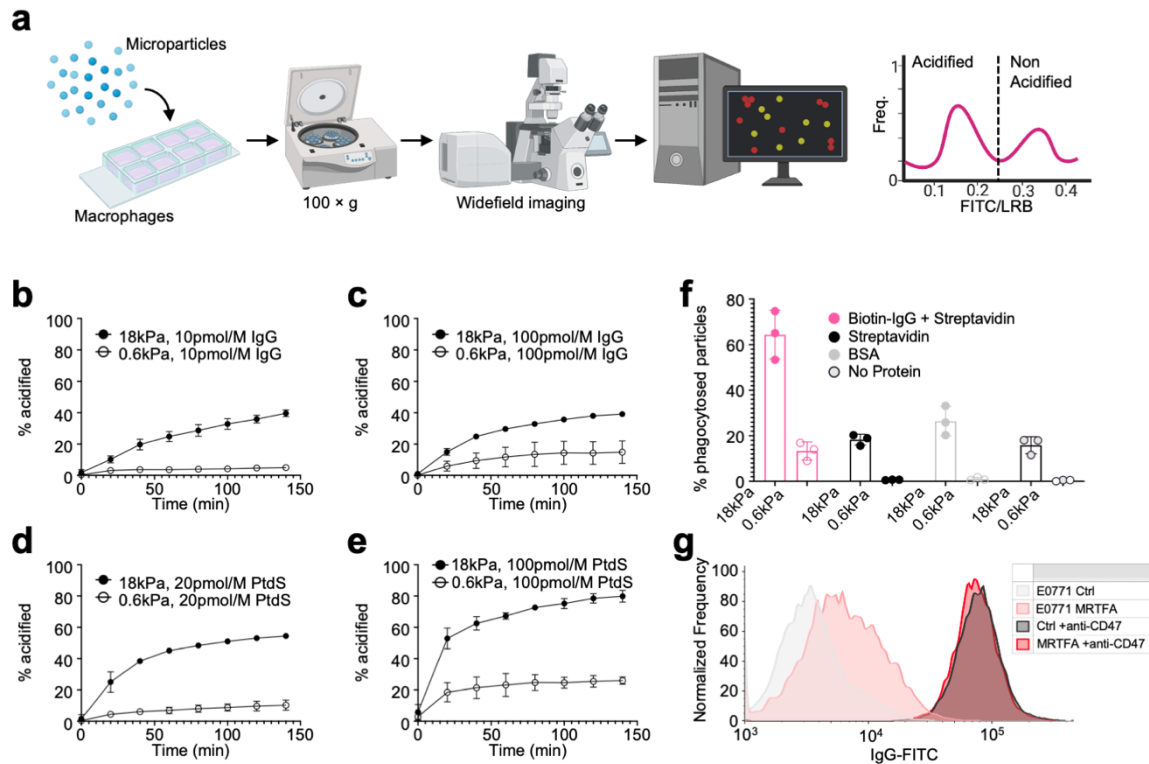 a
Microparticles
Macrophages
100 × g
Widefield imaging
Acidified
Non
Acidified
Freq.
1
0
0.1 0.2 0.3 0.4
FITC/LRB
b
18kPa, 10pmol/M IgG
0.6kPa, 10pmol/M IgG
% acidified
100
80
60
40
20
0
0 50 100 150
Time (min)
c
18kPa, 100pmol/M IgG
0.6kPa, 100pmol/M IgG
% acidified
100
80
60
40
20
0
0 50 100 150
Time (min)
d
18kPa, 20pmol/M PtdS
0.6kPa, 20pmol/M PtdS
% acidified
100
80
60
40
20
0
0 50 100 150
Time (min)
e
18kPa, 100pmol/M PtdS
0.6kPa, 100pmol/M PtdS
% acidified
100
80
60
40
20
0
0 50 100 150
Time (min)
f
Biotin-IgG + Streptavidin
Streptavidin
BSA
No Protein
% phagocytosed particles
80
60
40
20
0
18kPa
0.6kPa
18kPa
0.6kPa
18kPa
0.6kPa
18kPa
0.6kPa
g
E0771 Ctrl
E0771 MRTFA
Ctrl +anti-CD47
MRTFA +anti-CD47
Normalized Frequency
100
80
60
40
20
0
10³ 10⁴ 10⁵
IgG-FITC